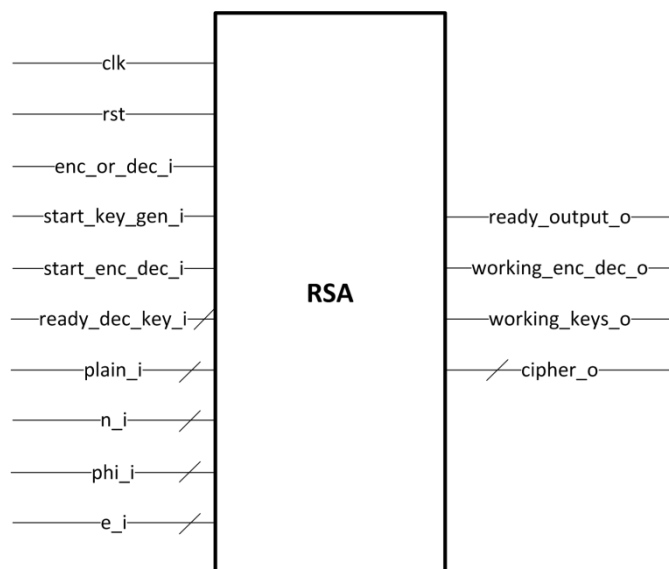 clk
rst
enc_or_dec_i
start_key_gen_i
start_enc_dec_i
ready_dec_key_i
plain_i
n_i
phi_i
e_i
RSA
ready_output_o
working_enc_dec_o
working_keys_o
cipher_o